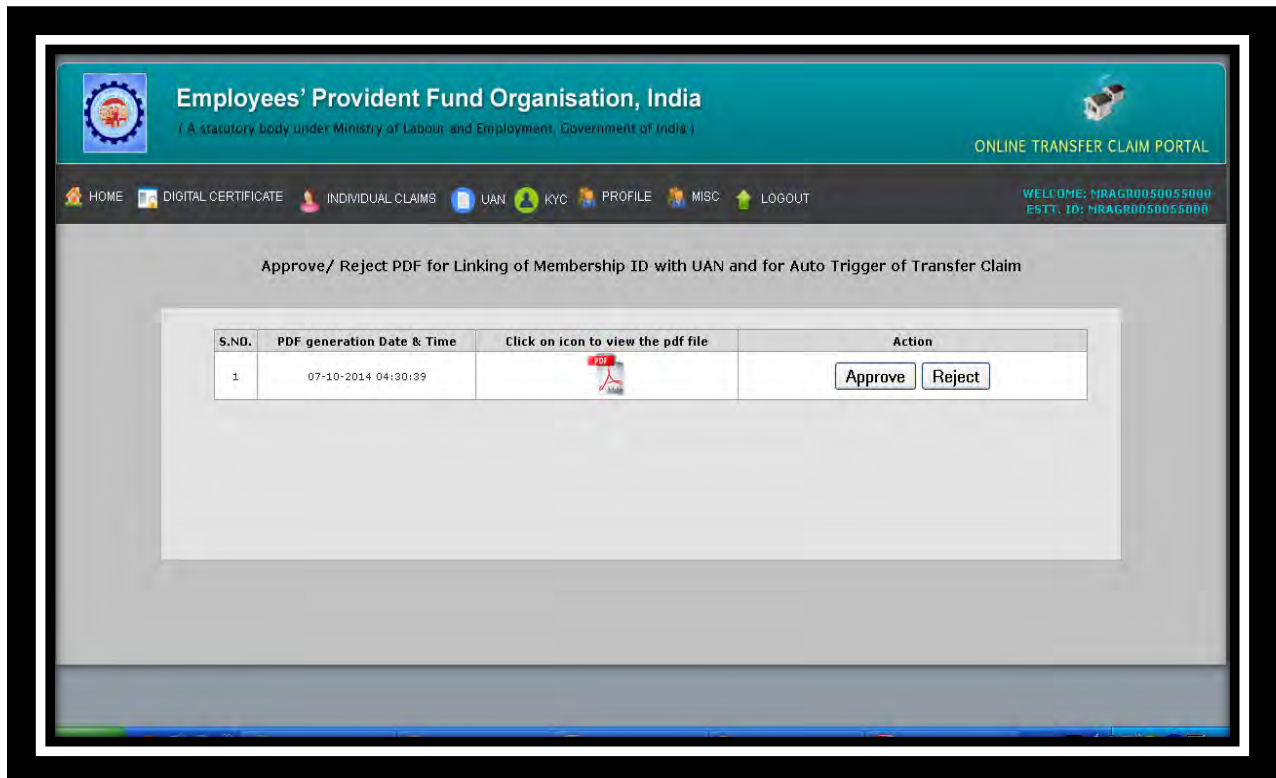 Employees' Provident Fund Organisation, India
( A statutory body under Ministry of Labour and Employment, Government of India )
ONLINE TRANSFER CLAIM PORTAL
HOME DIGITAL CERTIFICATE INDIVIDUAL CLAIMS UAN KYC PROFILE MISC LOGOUT
WELCOME: MRAGR0050055000
ESTT. ID: MRAGR0050055000
Approve/ Reject PDF for Linking of Membership ID with UAN and for Auto Trigger of Transfer Claim
S.NO. PDF generation Date & Time Click on icon to view the pdf file Action
1 07-10-2014 04:30:39 PDF Approve Reject